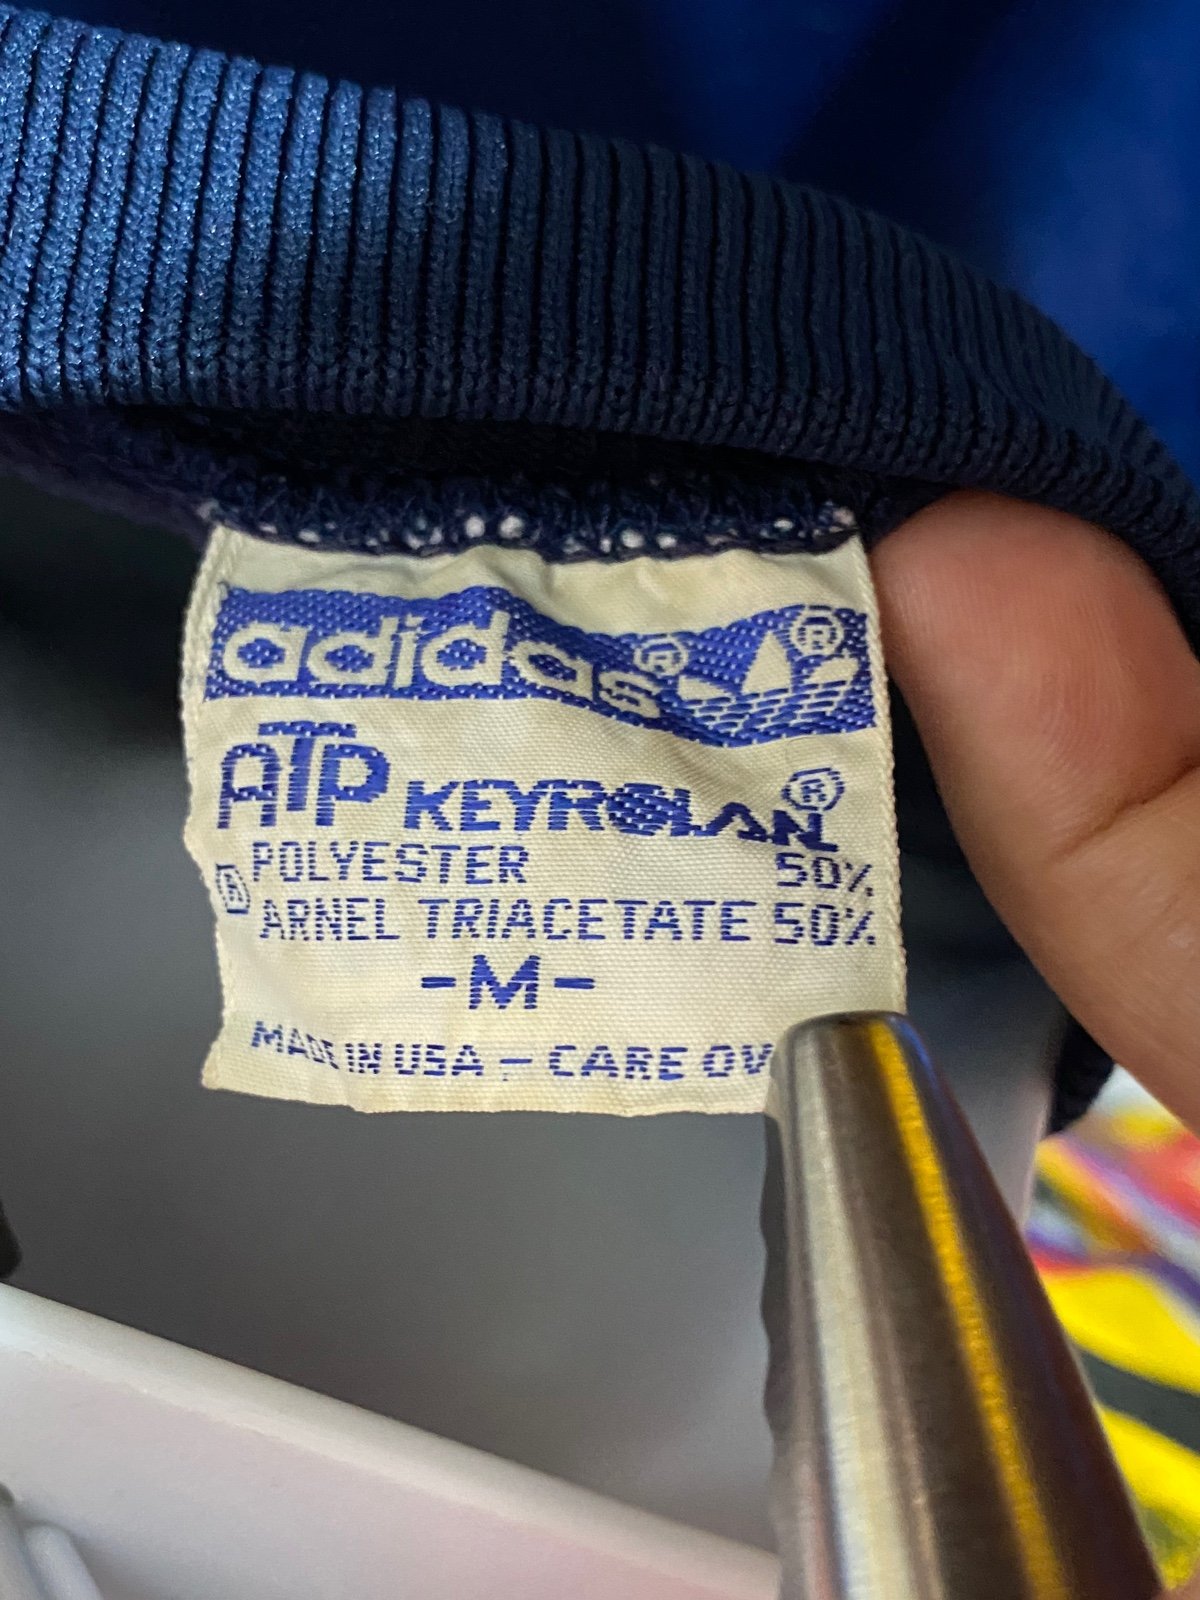 adidas® ®
ATP KEYROLAN®
POLYESTER 50%
® ARNEL TRIACETATE 50%
-M-
MADE IN USA - CARE